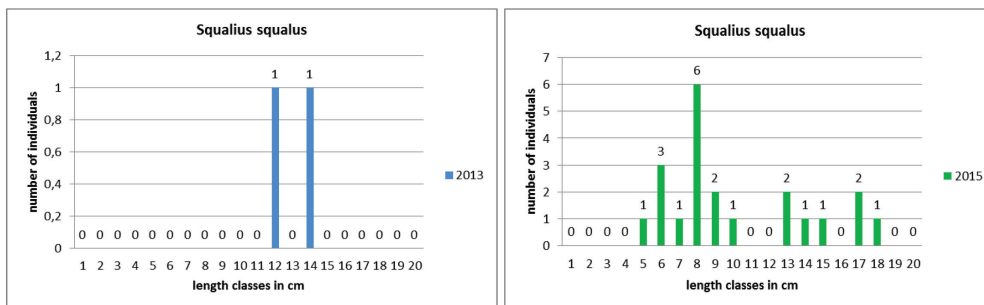 Squalius squalus
1,2
1
0,8
0,6
0,4
0,2
0
number of individuals
0 0 0 0 0 0 0 0 0 0 0 1 0 1 0 0 0 0 0 0
1 2 3 4 5 6 7 8 9 10 11 12 13 14 15 16 17 18 19 20
length classes in cm
2013
Squalius squalus
7
6
5
4
3
2
1
0
number of individuals
0 0 0 0 1 3 1 6 2 1 0 0 2 1 1 0 2 1 0 0
1 2 3 4 5 6 7 8 9 10 11 12 13 14 15 16 17 18 19 20
length classes in cm
2015